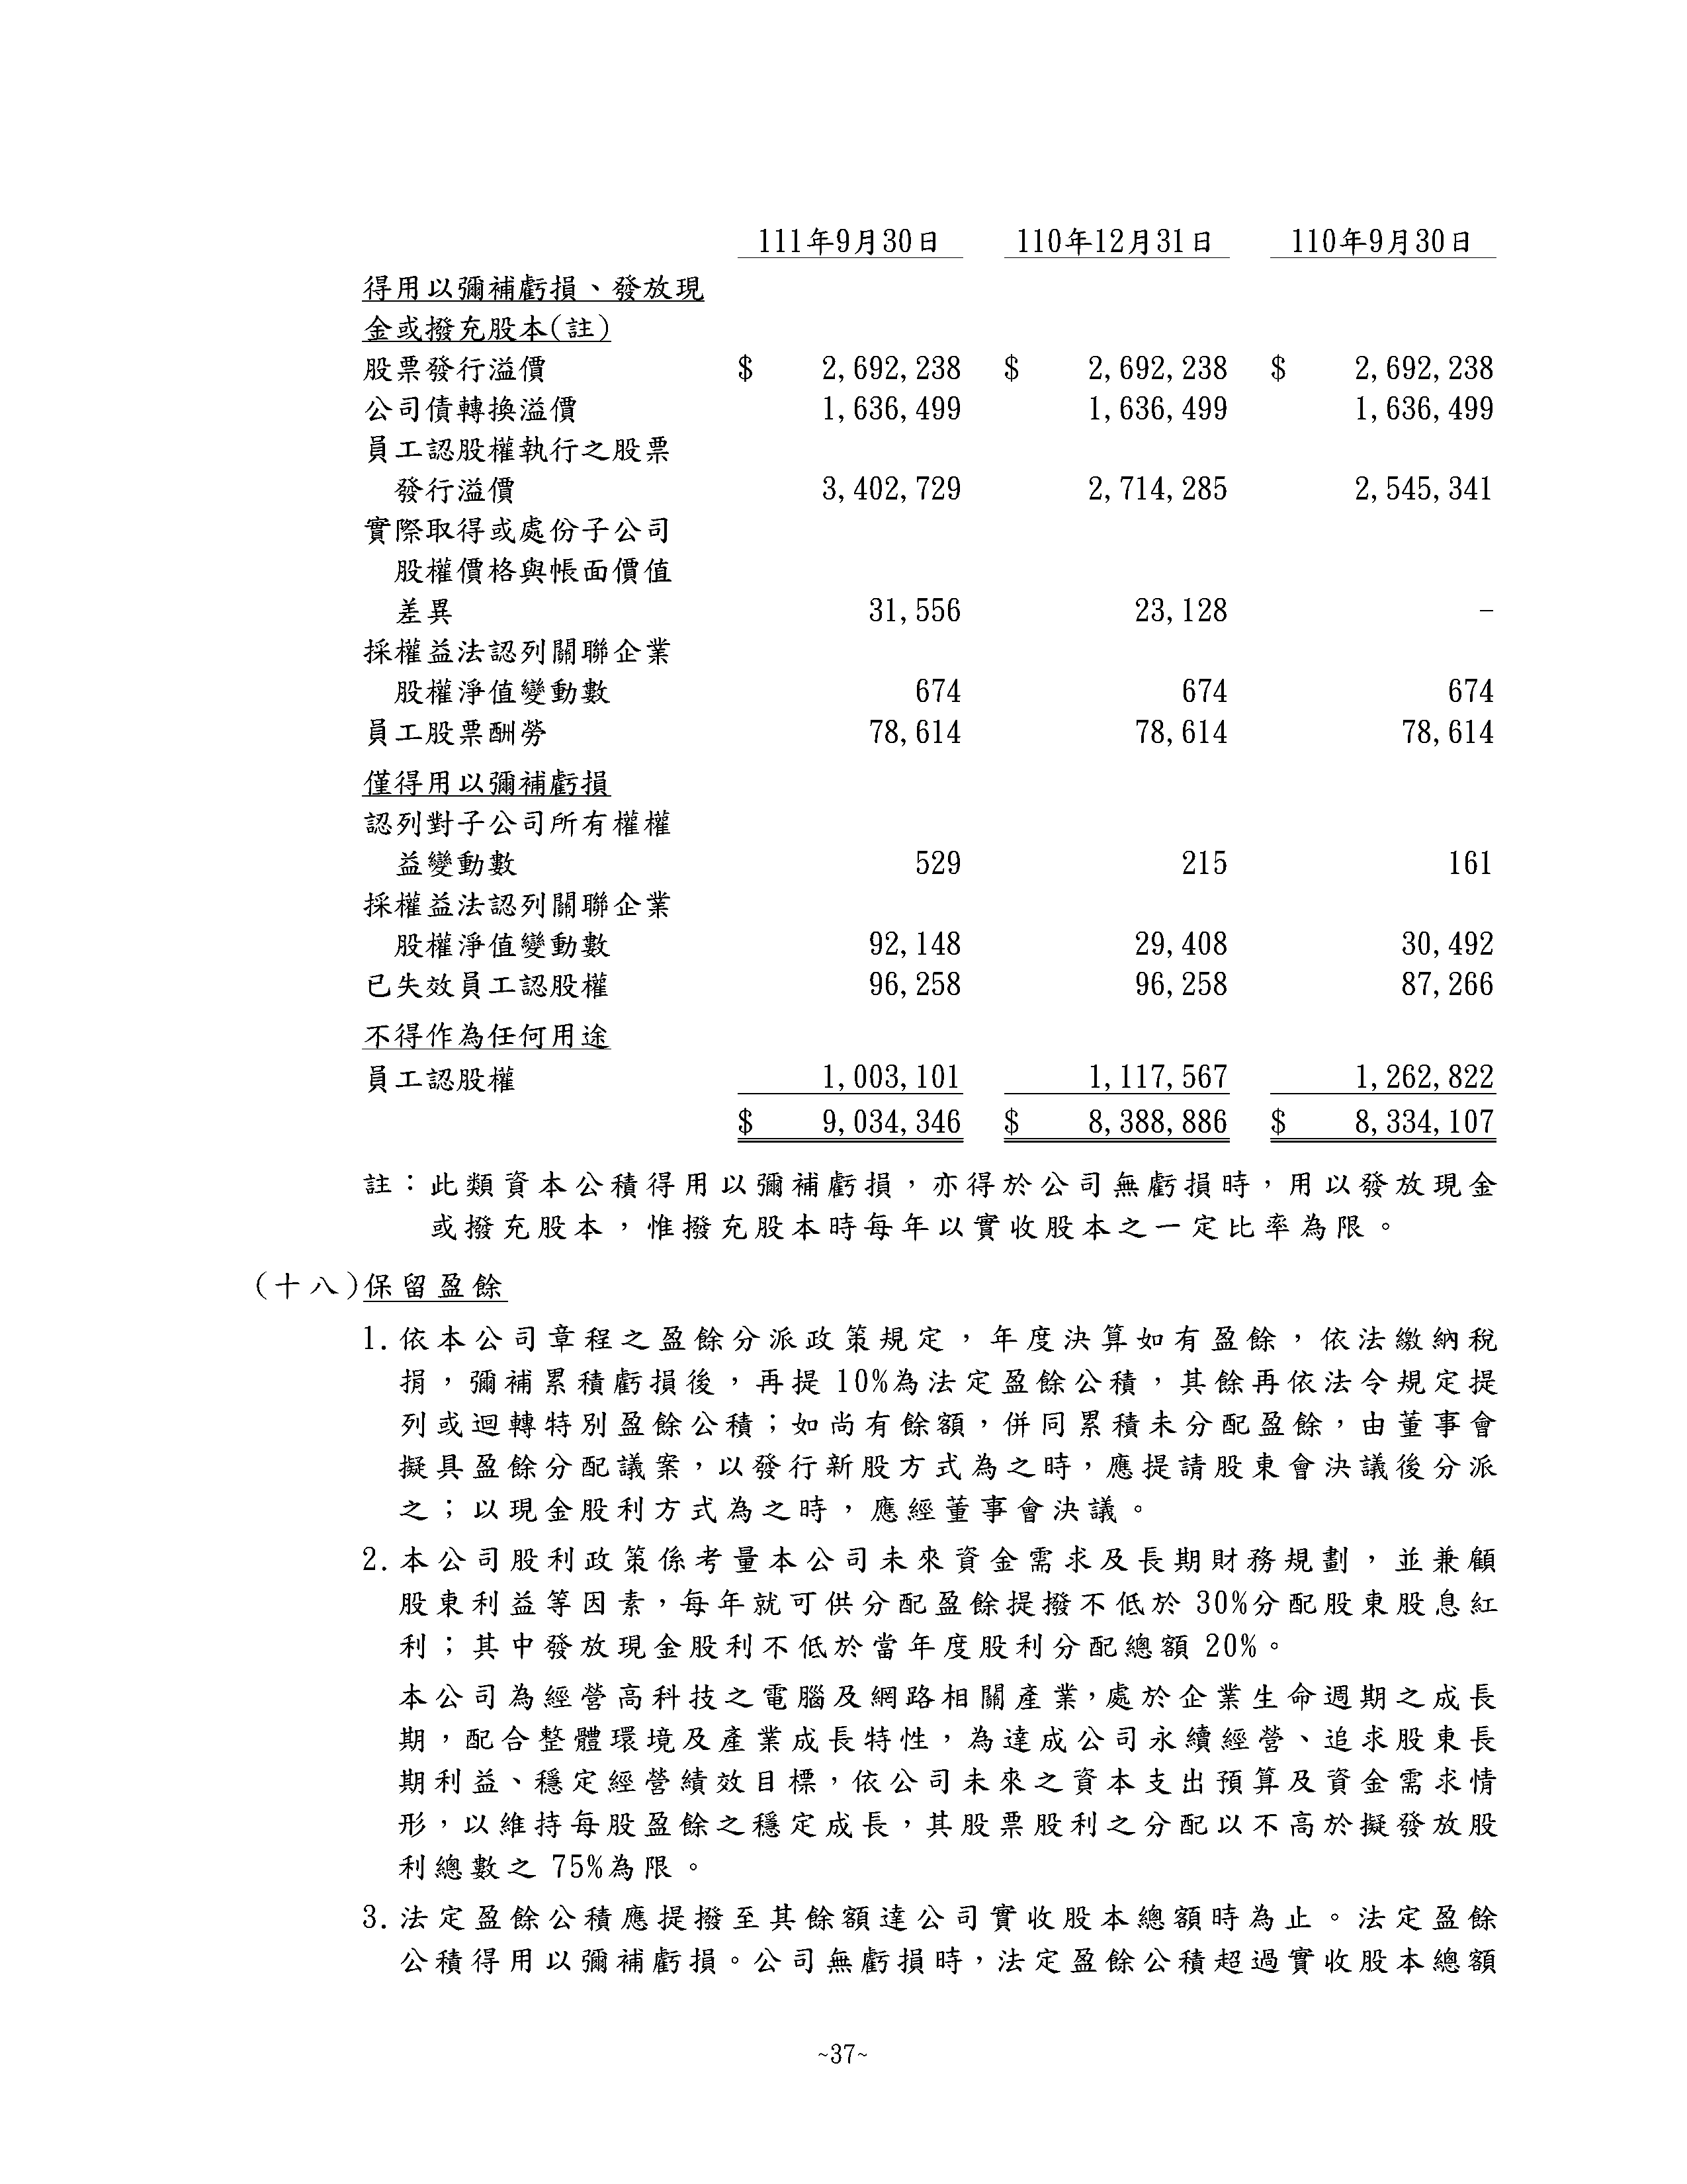 111年9月30日 110年12月31日 110年9月30日
得用以彌補虧損、發放現
金或撥充股本(註)
股票發行溢價 $ 2,692,238 $ 2,692,238 $ 2,692,238
公司債轉換溢價 1,636,499 1,636,499 1,636,499
員工認股權執行之股票
發行溢價 3,402,729 2,714,285 2,545,341
實際取得或處份子公司
股權價格與帳面價值
差異 31,556 23,128 –
採權益法認列關聯企業
股權淨值變動數 674 674 674
員工股票酬勞 78,614 78,614 78,614
僅得用以彌補虧損
認列對子公司所有權權
益變動數 529 215 161
採權益法認列關聯企業
股權淨值變動數 92,148 29,408 30,492
已失效員工認股權 96,258 96,258 87,266
不得作為任何用途
員工認股權 1,003,101 1,117,567 1,262,822
$ 9,034,346 $ 8,388,886 $ 8,334,107
註：此類資本公積得用以彌補虧損，亦得於公司無虧損時，用以發放現金
或撥充股本，惟撥充股本時每年以實收股本之一定比率為限。
(十八)保留盈餘
1.依本公司章程之盈餘分派政策規定，年度決算如有盈餘，依法繳納稅
捐，彌補累積虧損後，再提 10%為法定盈餘公積，其餘再依法令規定提
列或迴轉特別盈餘公積；如尚有餘額，併同累積未分配盈餘，由董事會
擬具盈餘分配議案，以發行新股方式為之時，應提請股東會決議後分派
之；以現金股利方式為之時，應經董事會決議。
2.本公司股利政策係考量本公司未來資金需求及長期財務規劃，並兼顧
股東利益等因素，每年就可供分配盈餘提撥不低於 30%分配股東股息紅
利；其中發放現金股利不低於當年度股利分配總額 20%。
本公司為經營高科技之電腦及網路相關產業，處於企業生命週期之成長
期，配合整體環境及產業成長特性，為達成公司永續經營、追求股東長
期利益、穩定經營績效目標，依公司未來之資本支出預算及資金需求情
形，以維持每股盈餘之穩定成長，其股票股利之分配以不高於擬發放股
利總數之 75%為限。
3.法定盈餘公積應提撥至其餘額達公司實收股本總額時為止。法定盈餘
公積得用以彌補虧損。公司無虧損時，法定盈餘公積超過實收股本總額
~37~